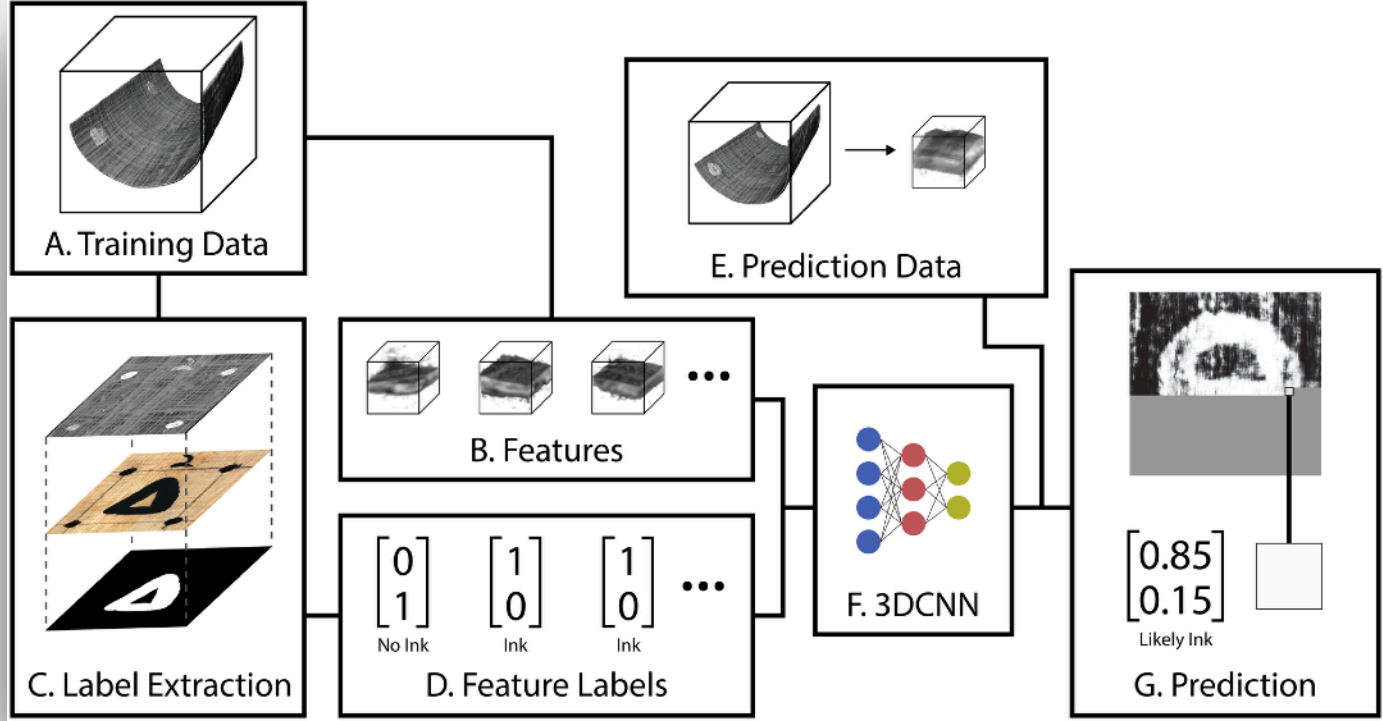 A. Training Data
E. Prediction Data
B. Features
C. Label Extraction
0
1
No Ink
1
0
Ink
1
0
Ink
D. Feature Labels
F. 3DCNN
0.85
0.15
Likely Ink
G. Prediction